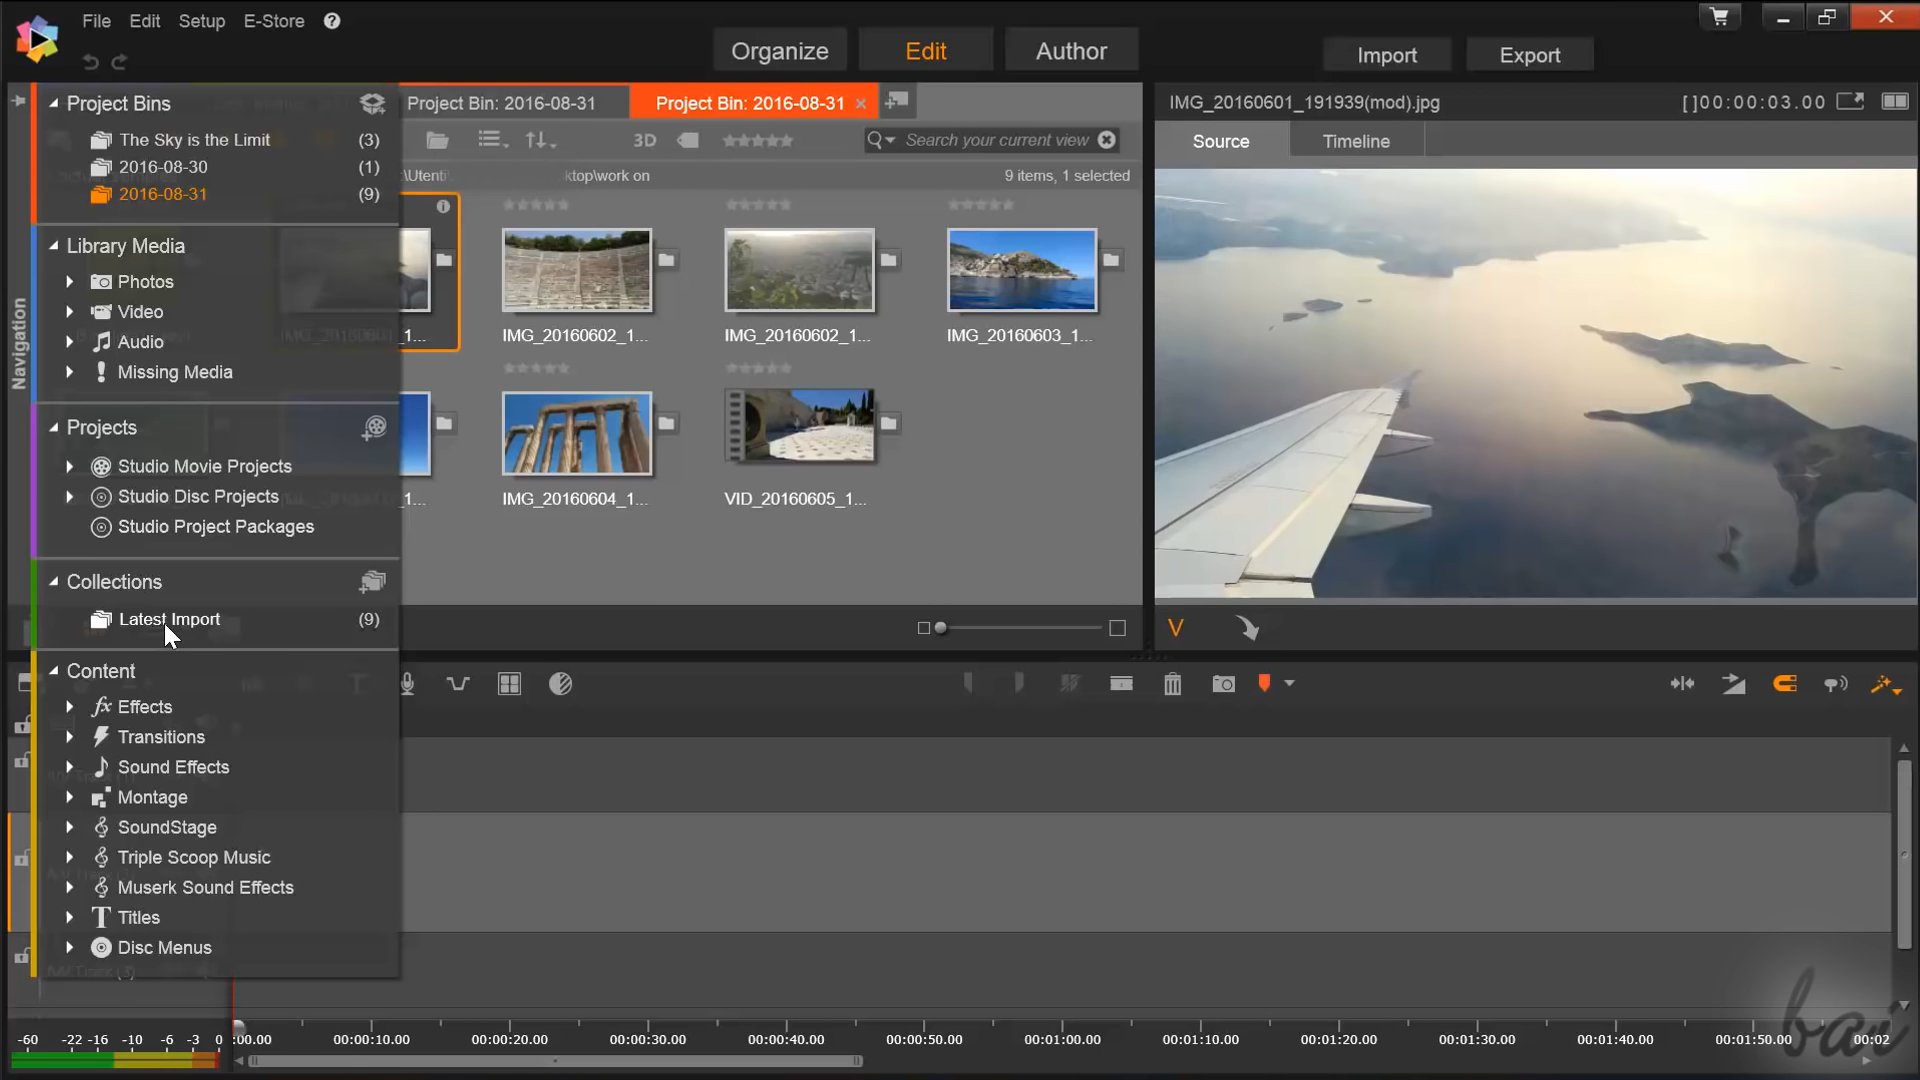 File Edit Setup E-Store ?
Organize Edit Author
Import Export
Navigation
Project Bins
The Sky is the Limit (3)
2016-08-30 (1)
2016-08-31 (9)
Library Media
Photos
Video
Audio
Missing Media
Projects
Studio Movie Projects
Studio Disc Projects
Studio Project Packages
Collections
Latest Import (9)
Content
Effects
Transitions
Sound Effects
Montage
SoundStage
Triple Scoop Music
Muserk Sound Effects
Titles
Disc Menus
Project Bin: 2016-08-31 Project Bin: 2016-08-31
3D Search your current view
\Utenti\ ktop\work on 9 items, 1 selected
IMG_20160601_1... IMG_20160602_1... IMG_20160602_1... IMG_20160603_1...
_1... IMG_20160604_1... VID_20160605_1...
IMG_20160601_191939(mod).jpg []00:00:03.00
Source Timeline
V
-60 -22 -16 -10 -6 -3 0 :00.00 00:00:10.00 00:00:20.00 00:00:30.00 00:00:40.00 00:00:50.00 00:01:00.00 00:01:10.00 00:01:20.00 00:01:30.00 00:01:40.00 00:01:50.00 00:02
bai